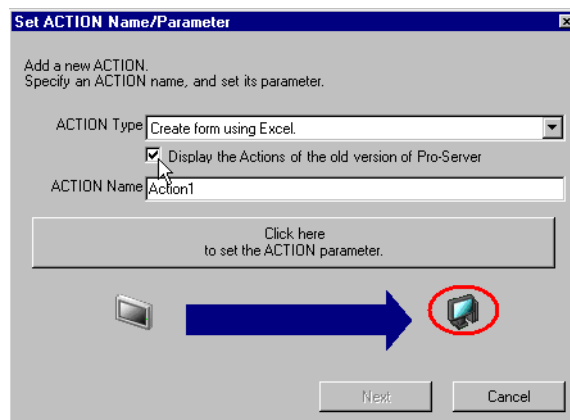 Set ACTION Name/Parameter
Add a new ACTION.
Specify an ACTION name, and set its parameter.
ACTION Type
Create form using Excel.
Display the Actions of the old version of Pro-Server
ACTION Name
Action1
Click here
to set the ACTION parameter.
Next
Cancel